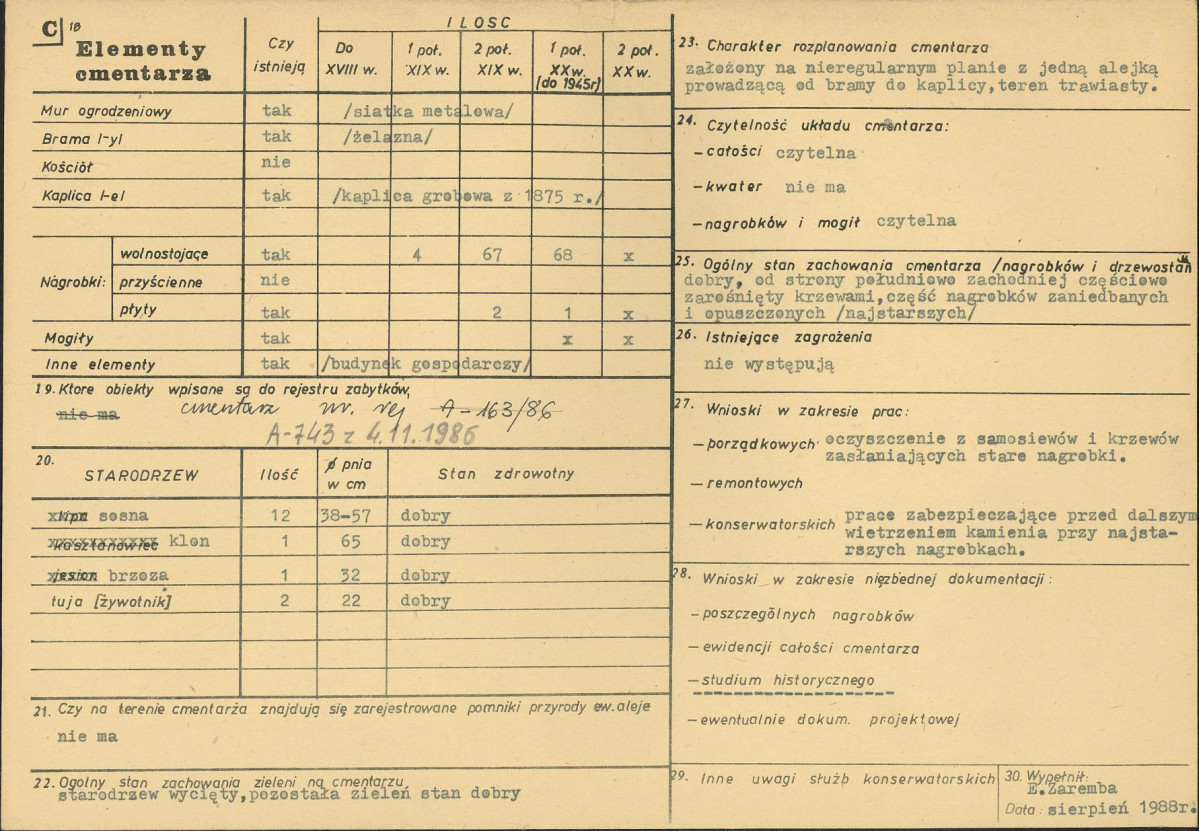 C 18
Elementy cmentarza
Czy istnieją
ILOSC
Do XVIII w.
1 poł. XIX w.
2 poł. XIX w.
1 poł. XX w. [do 1945r]
2 poł. XX w.
Mur ogrodzeniowy tak /siatka metalowa/
Brama l-yl tak /żelazna/
Kościół nie
Kaplica l-el tak /kaplica grobowa z 1875 r./
Nagrobki:
wolnostojące tak 4 67 68 x
przyścienne nie
płyty tak 2 1 x
Mogiły tak x x
Inne elementy tak /budynek gospodarczy/
19. Ktore obiekty wpisane są do rejestru zabytków,
nie ma cmentarz nr. rej A-163/86
A-743 z 4.11.1986
20.
STARODRZEW Ilość ø pnia w cm Stan zdrowotny
lipa sosna 12 38-57 dobry
kasztanowiec klon 1 65 dobry
jesion brzoza 1 32 dobry
tuja [żywotnik] 2 22 dobry
21. Czy na terenie cmentarza znajdują się zarejestrowane pomniki przyrody ew. aleje
nie ma
22. Ogolny stan zachowania zieleni na cmentarzu
starodrzew wycięty, pozostała zieleń stan dobry
23. Charakter rozplanowania cmentarza
założony na nieregularnym planie z jedną alejką
prowadzącą od bramy do kaplicy, teren trawiasty.
24. Czytelność układu cmentarza:
- całości czytelna
- kwater nie ma
- nagrobków i mogił czytelna
25. Ogólny stan zachowania cmentarza /nagrobków i drzewostan
dobry, od strony południowo zachodniej częściowo
zarośnięty krzewami, część nagrobków zaniedbanych
i opuszczonych /najstarszych/
26. Istniejące zagrożenia
nie występują
27. Wnioski w zakresie prac:
- porządkowych oczyszczenie z samosiewów i krzewów
zasłaniających stare nagrobki.
- remontowych
- konserwatorskich prace zabezpieczające przed dalszym
wietrzeniem kamienia przy najsta-
rszych nagrobkach.
28. Wnioski w zakresie niezbędnej dokumentacji:
- poszczególnych nagrobków
- ewidencji całości cmentarza
- studium historycznego
- ewentualnie dokum. projektowej
29. Inne uwagi służb konserwatorskich
30. Wypełnił:
E.Zaremba
Data: sierpień 1988r.